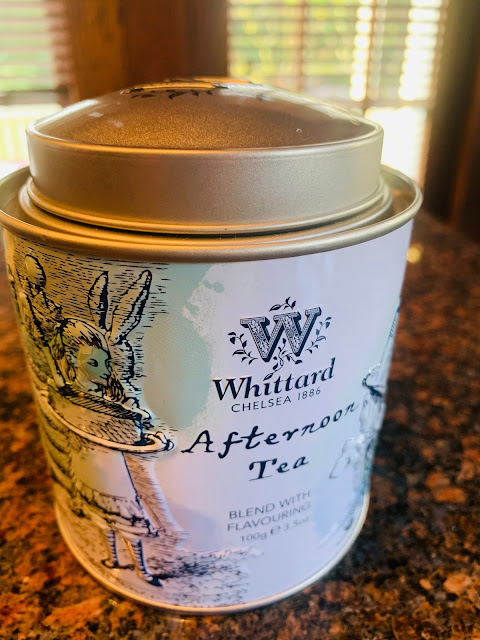 W
Whittard
CHELSEA 1886
Afternoon
Tea
BLEND WITH
FLAVOURING
100g e 3.5oz